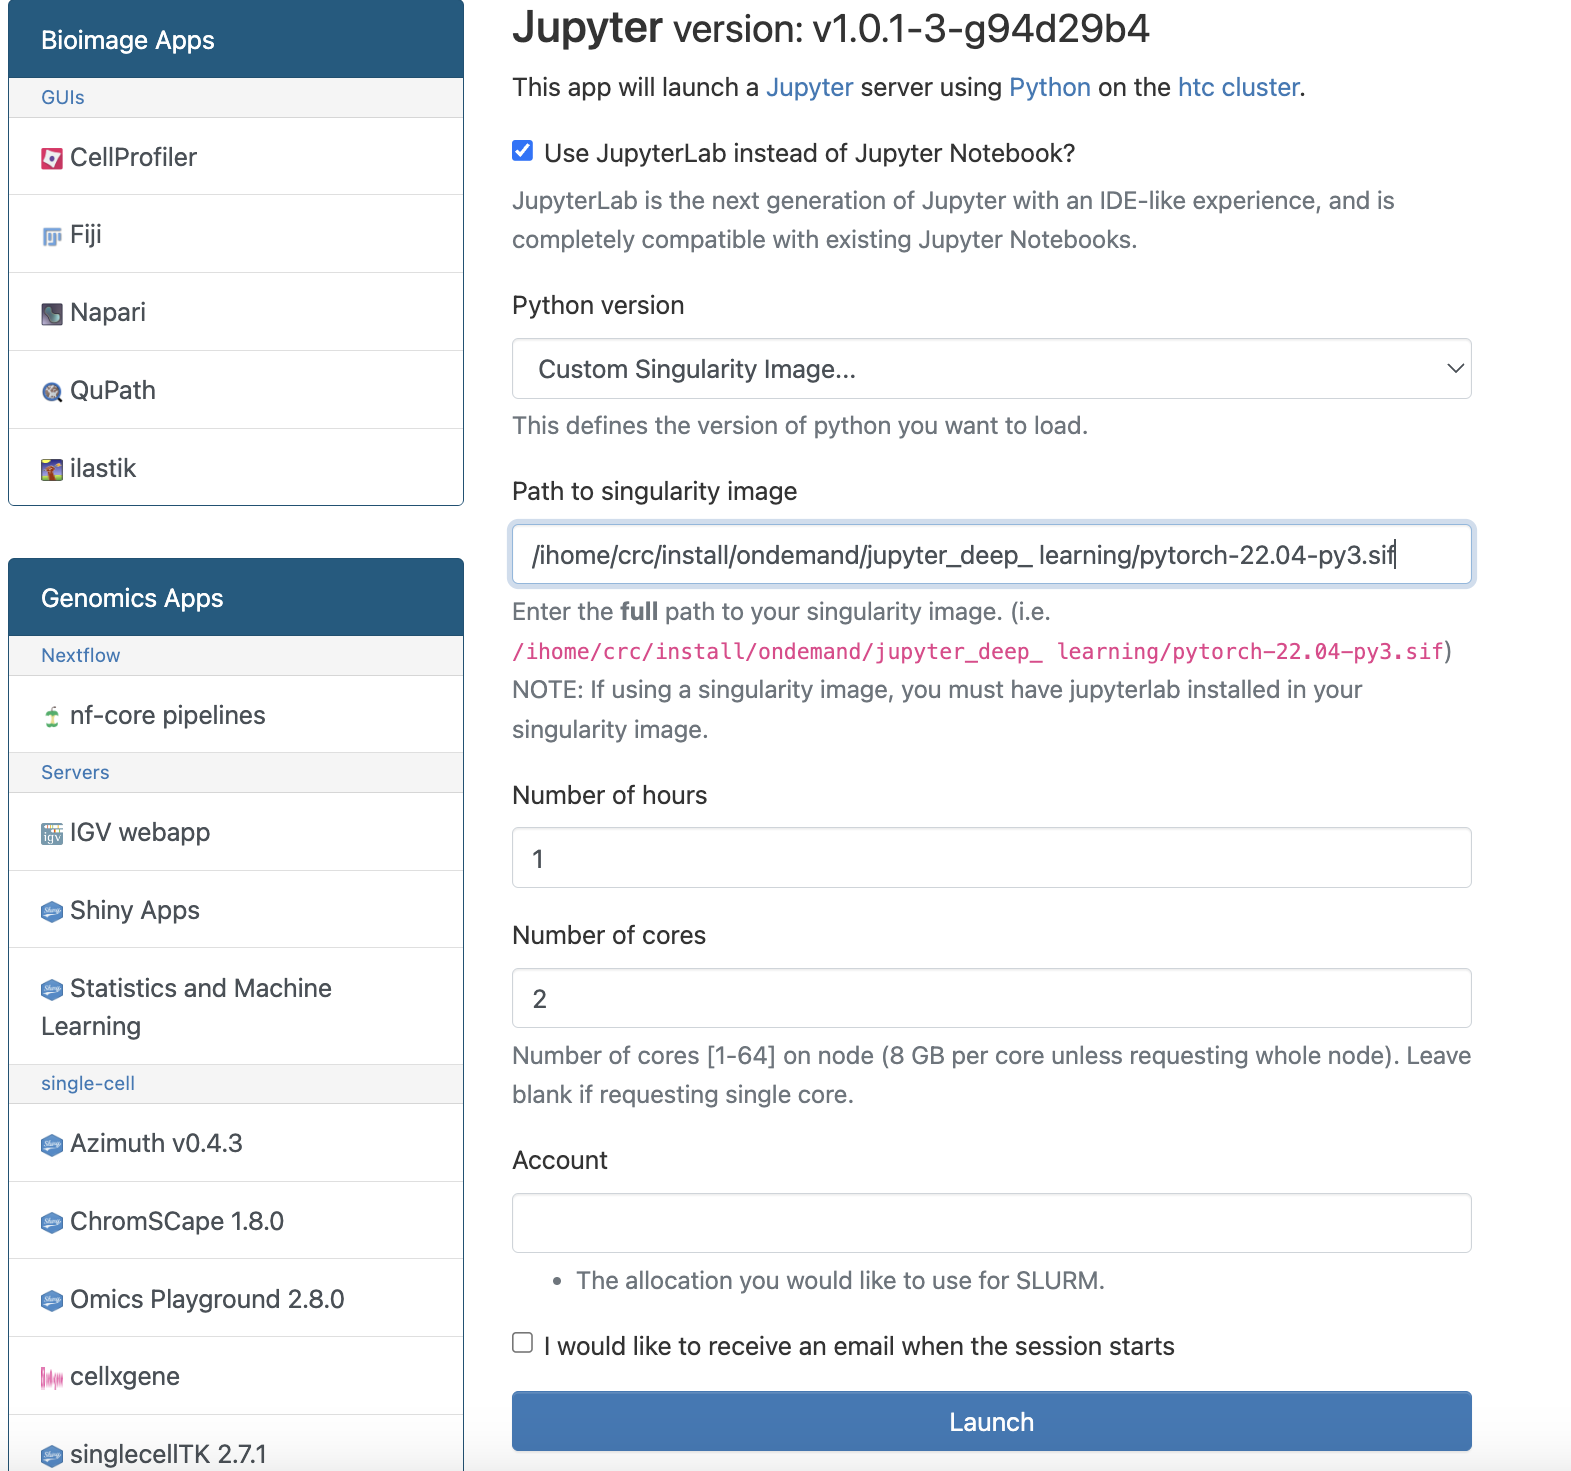 Bioimage Apps
GUIs
CellProfiler
Fiji
Napari
QuPath
ilastik
Genomics Apps
Nextflow
nf-core pipelines
Servers
igv IGV webapp
Shiny Apps
Statistics and Machine
Learning
single-cell
Azimuth v0.4.3
ChromSCape 1.8.0
Omics Playground 2.8.0
cellxgene
singlecellTK 2.7.1
Jupyter version: v1.0.1-3-g94d29b4
This app will launch a Jupyter server using Python on the htc cluster.
Use JupyterLab instead of Jupyter Notebook?
JupyterLab is the next generation of Jupyter with an IDE-like experience, and is
completely compatible with existing Jupyter Notebooks.
Python version
Custom Singularity Image...
This defines the version of python you want to load.
Path to singularity image
/ihome/crc/install/ondemand/jupyter_deep_ learning/pytorch-22.04-py3.sif
Enter the full path to your singularity image. (i.e.
/ihome/crc/install/ondemand/jupyter_deep_ learning/pytorch-22.04-py3.sif)
NOTE: If using a singularity image, you must have jupyterlab installed in your
singularity image.
Number of hours
1
Number of cores
2
Number of cores [1-64] on node (8 GB per core unless requesting whole node). Leave
blank if requesting single core.
Account
• The allocation you would like to use for SLURM.
I would like to receive an email when the session starts
Launch